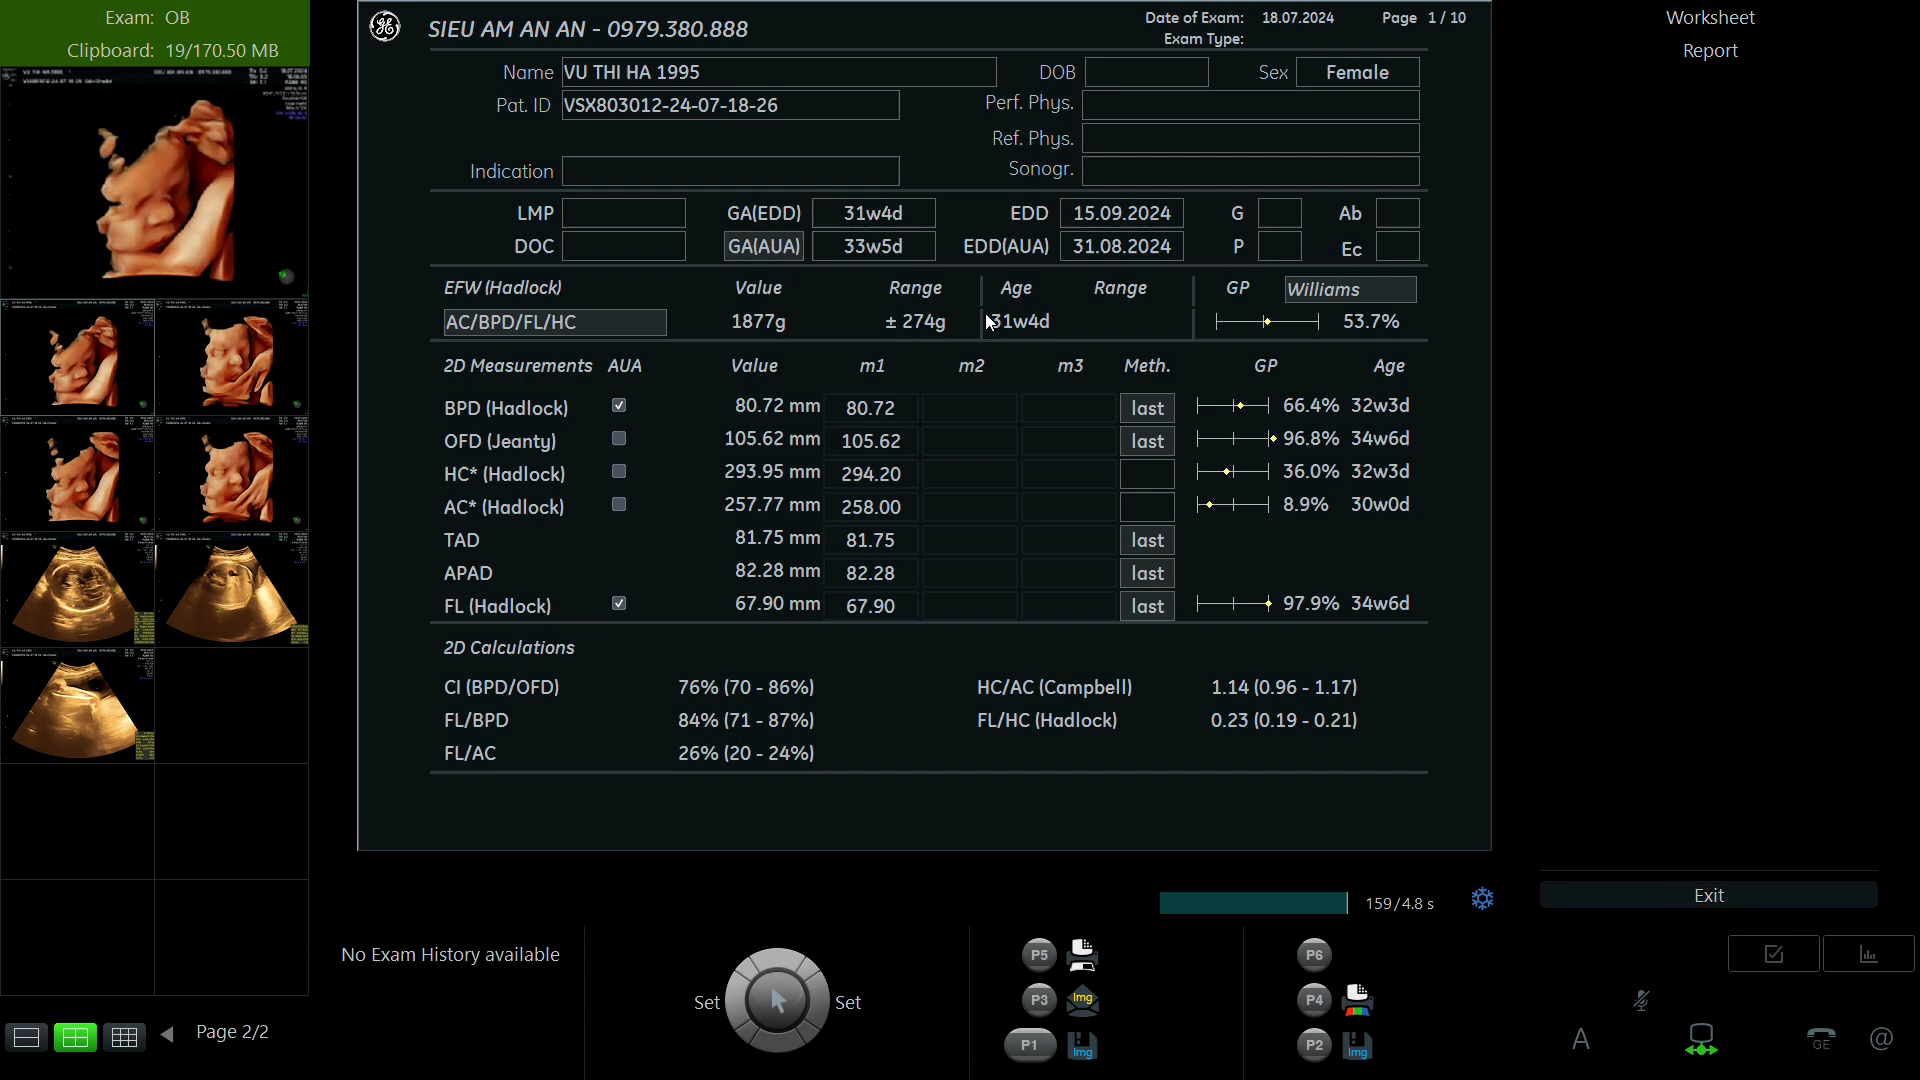 Exam: OB
Clipboard: 19/170.50 MB
SIEU AM AN AN - 0979.380.888
Date of Exam: 18.07.2024 Page 1 / 10
Exam Type:
Name VU THI HA 1995 DOB Sex Female
Pat. ID VSX803012-24-07-18-26 Perf. Phys.
Ref. Phys.
Indication Sonogr.
LMP GA(EDD) 31w4d EDD 15.09.2024 G Ab
DOC GA(AUA) 33w5d EDD(AUA) 31.08.2024 P Ec
EFW (Hadlock) Value Range Age Range GP Williams
AC/BPD/FL/HC 1877g ± 274g 31w4d 53.7%
2D Measurements AUA Value m1 m2 m3 Meth. GP Age
BPD (Hadlock) 80.72 mm 80.72 last 66.4% 32w3d
OFD (Jeanty) 105.62 mm 105.62 last 96.8% 34w6d
HC* (Hadlock) 293.95 mm 294.20 36.0% 32w3d
AC* (Hadlock) 257.77 mm 258.00 8.9% 30w0d
TAD 81.75 mm 81.75 last
APAD 82.28 mm 82.28 last
FL (Hadlock) 67.90 mm 67.90 last 97.9% 34w6d
2D Calculations
CI (BPD/OFD) 76% (70 - 86%) HC/AC (Campbell) 1.14 (0.96 - 1.17)
FL/BPD 84% (71 - 87%) FL/HC (Hadlock) 0.23 (0.19 - 0.21)
FL/AC 26% (20 - 24%)
Worksheet
Report
159/4.8 s
Exit
No Exam History available
Set Set
P5 P6
P3 Img P4
P1 Img P2 Img
A GE @
Page 2/2